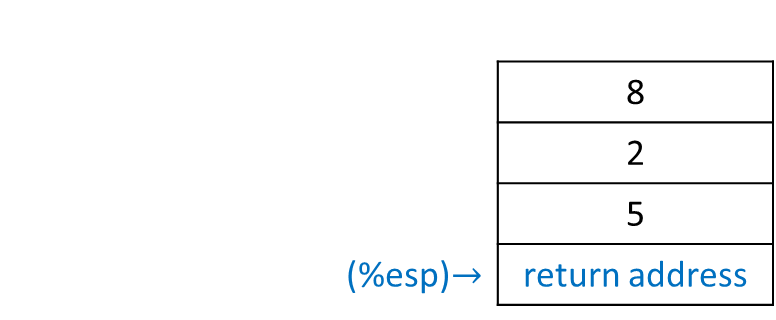 8
2
5
(%esp)→ return address